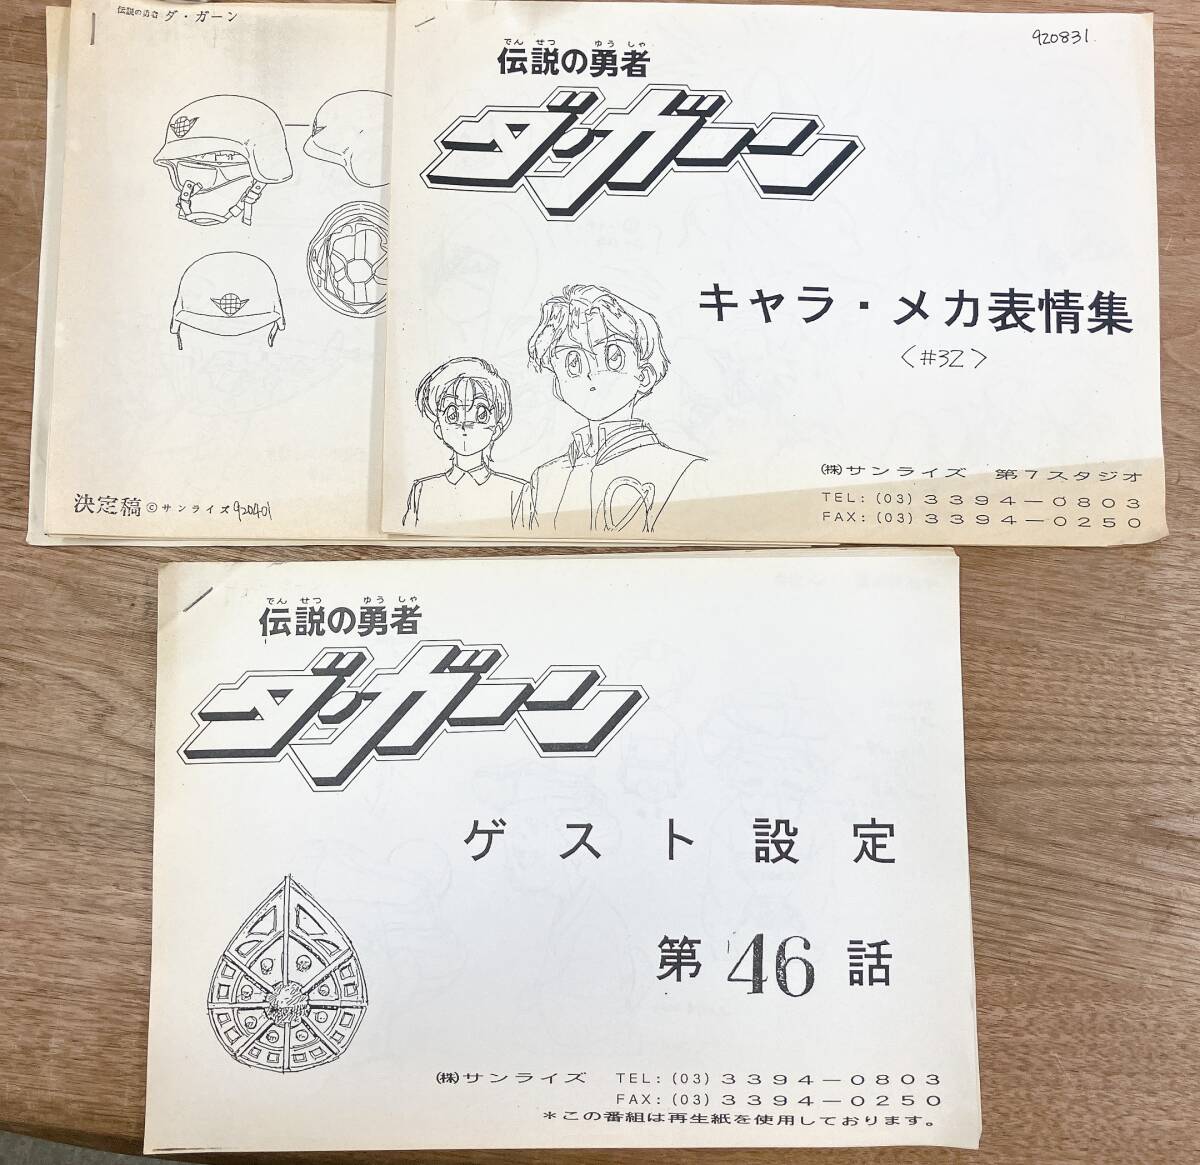 伝説の勇者 ダ・ガーン
決定稿 ©サンライズ 920401
920831.
でん せつ ゆう しゃ
伝説の勇者
ダ・ガーン
キャラ・メカ表情集
〈#32〉
(株)サンライズ 第7スタジオ
TEL:(03)3394-0803
FAX:(03)3394-0250
でん せつ ゆう しゃ
伝説の勇者
ダ・ガーン
ゲスト設定
第46話
(株)サンライズ TEL:(03)3394-0803
FAX:(03)3394-0250
*この番組は再生紙を使用しております。